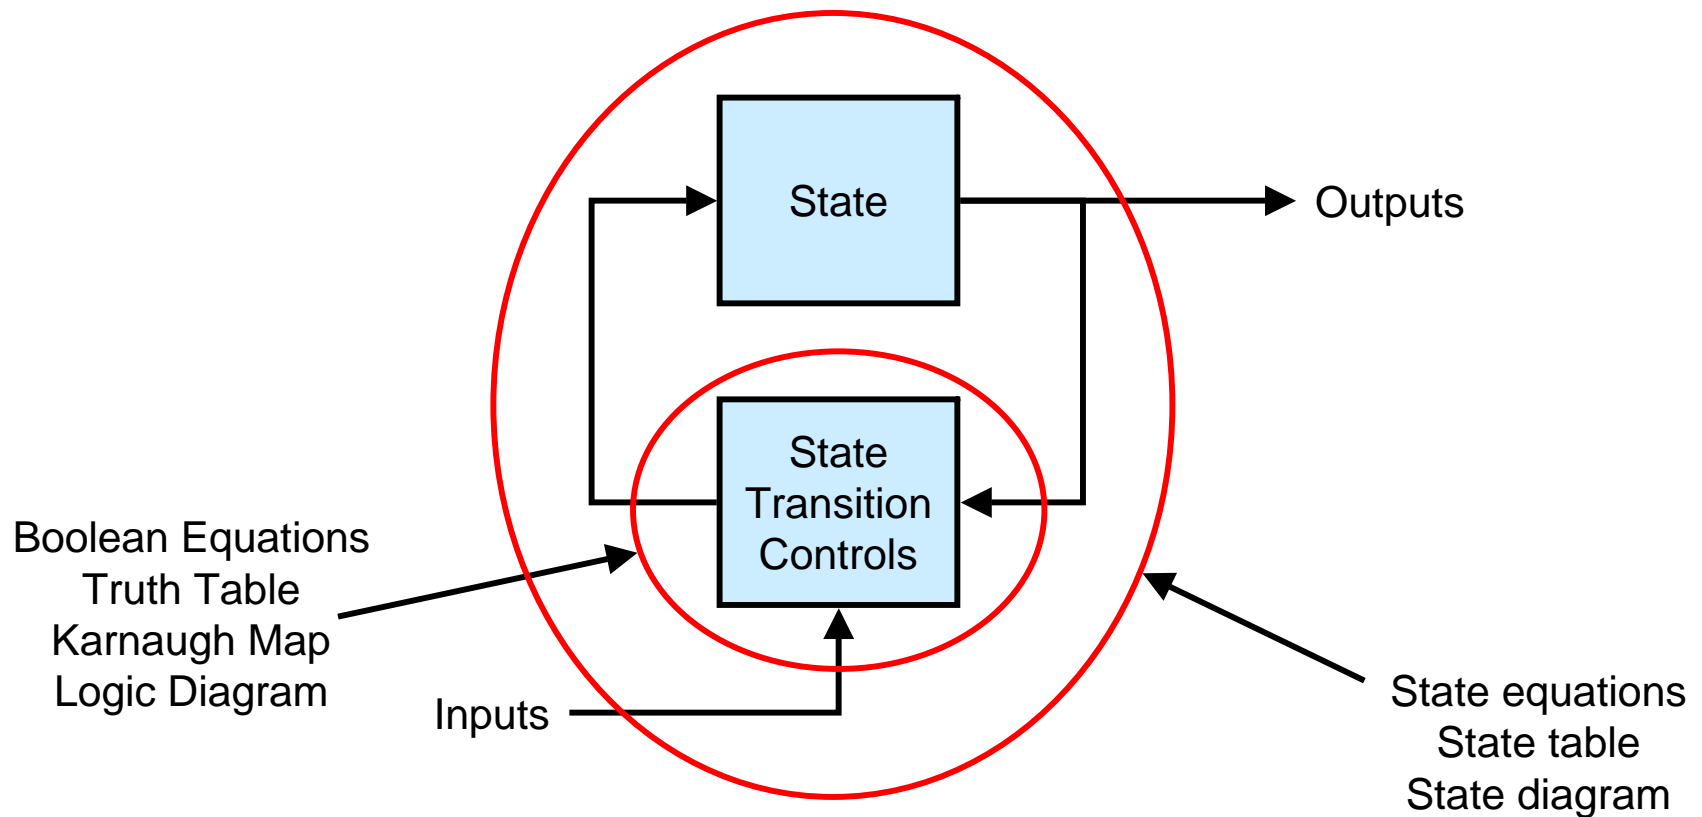 State
Outputs
State
Transition
Controls
Boolean Equations
Truth Table
Karnaugh Map
Logic Diagram
Inputs
State equations
State table
State diagram